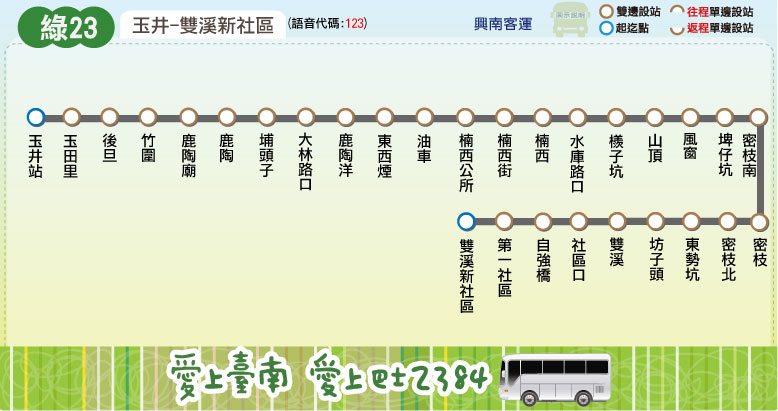 綠23
玉井-雙溪新社區 (語音代碼:123)
興南客運
雙邊設站
往程單邊設站
起迄點
返程單邊設站
玉井站
玉田里
後旦
竹圍
鹿陶廟
鹿陶
埔頭子
大林路口
鹿陶洋
東西煙
油車
楠西公所
楠西街
楠西
水庫路口
檨子坑
山頂
風窗
埤仔坑
密枝南
密枝
密枝北
東勢坑
坊子頭
雙溪
社區口
自強橋
第一社區
雙溪新社區
愛上臺南 愛上巴士2384